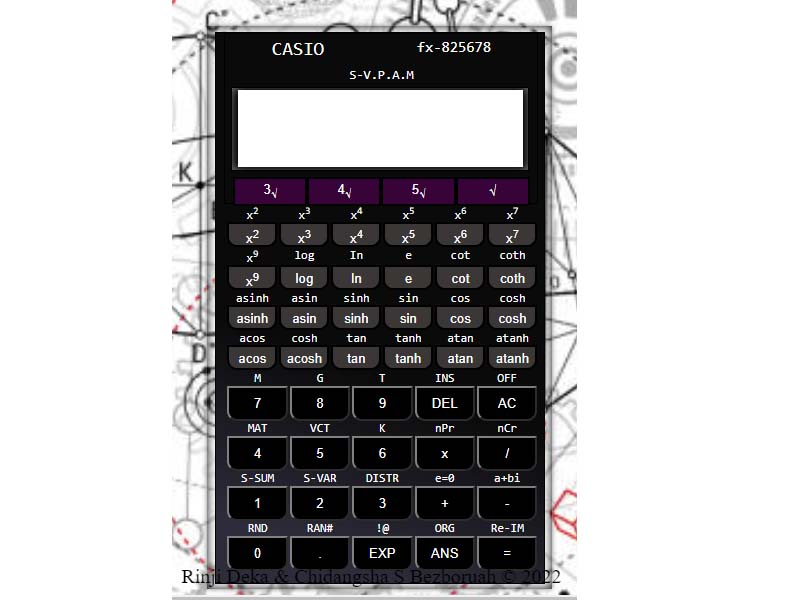 C
CASIO fx-825678
S-V.P.A.M
K
3√ 4√ 5√ √
x² x³ x⁴ x⁵ x⁶ x⁷
x² x³ x⁴ x⁵ x⁶ x⁷
x⁹ log In e cot coth
x⁹ log In e cot coth
asinh asin sinh sin cos cosh
asinh asin sinh sin cos cosh
acos cosh tan tanh atan atanh
D
acos acosh tan tanh atan atanh
M G T INS OFF
7 8 9 DEL AC
MAT VCT K nPr nCr
4 5 6 x /
S-SUM S-VAR DISTR e=0 a+bi
1 2 3 + -
RND RAN# !@ ORG Re-IM
0 . EXP ANS =
Rinji Deka & Chidangsha S Bezboruah © 2022